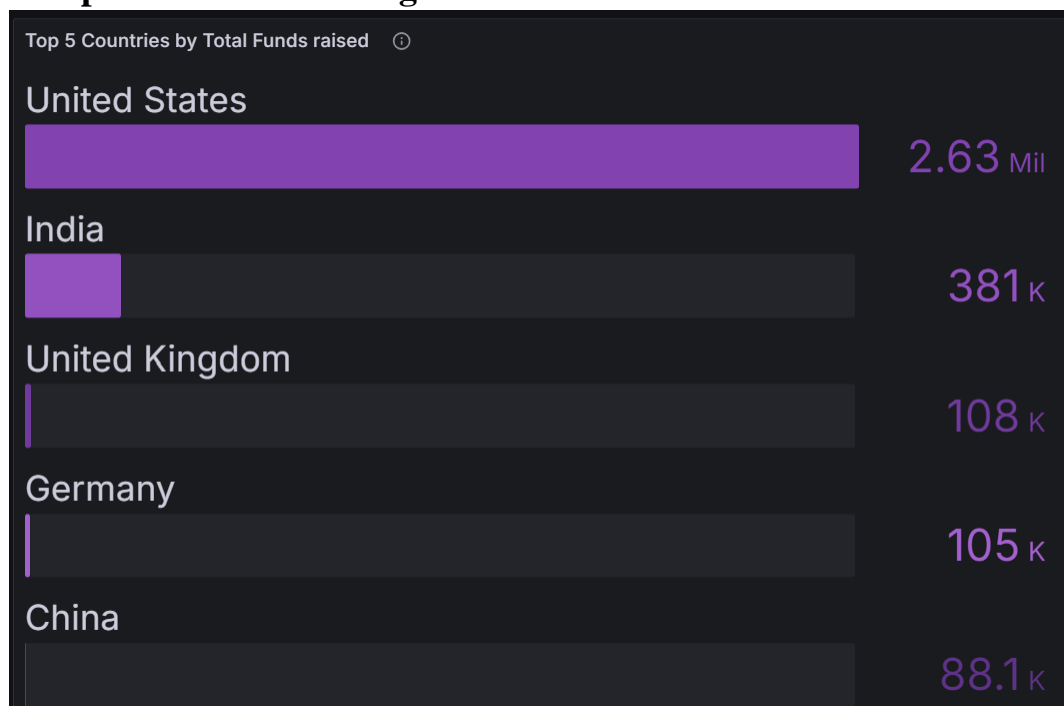 Top 5 Countries by Total Funds raised
United States
2.63 Mil
India
381 K
United Kingdom
108 K
Germany
105 K
China
88.1 K